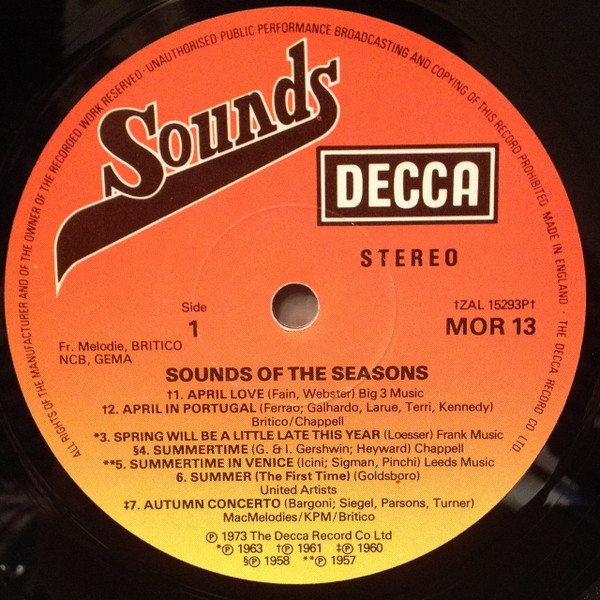 ALL RIGHTS OF THE MANUFACTURER AND OF THE OWNER OF THE RECORDED WORK RESERVED · UNAUTHORISED PUBLIC PERFORMANCE BROADCASTING AND COPYING OF THIS RECORD PROHIBITED. MADE IN ENGLAND. · THE DECCA RECORD CO LTD
Sounds
DECCA
STEREO
Side
1
†ZAL 15293P†
MOR 13
Fr. Melodie, BRITICO
NCB, GEMA
SOUNDS OF THE SEASONS
†1. APRIL LOVE (Fain, Webster) Big 3 Music
†2. APRIL IN PORTUGAL (Ferrao; Galhardo, Larue, Terri, Kennedy)
Britico/Chappell
*3. SPRING WILL BE A LITTLE LATE THIS YEAR (Loesser) Frank Music
§4. SUMMERTIME (G. & I. Gershwin; Heyward) Chappell
**5. SUMMERTIME IN VENICE (Icini; Sigman, Pinchi) Leeds Music
6. SUMMER (The First Time) (Goldsboro)
United Artists
‡7. AUTUMN CONCERTO (Bargoni; Siegel, Parsons, Turner)
MacMelodies/KPM/Britico
℗ 1973 The Decca Record Co Ltd
*℗ 1963 †℗ 1961 ‡℗ 1960
§℗ 1958 **℗ 1957